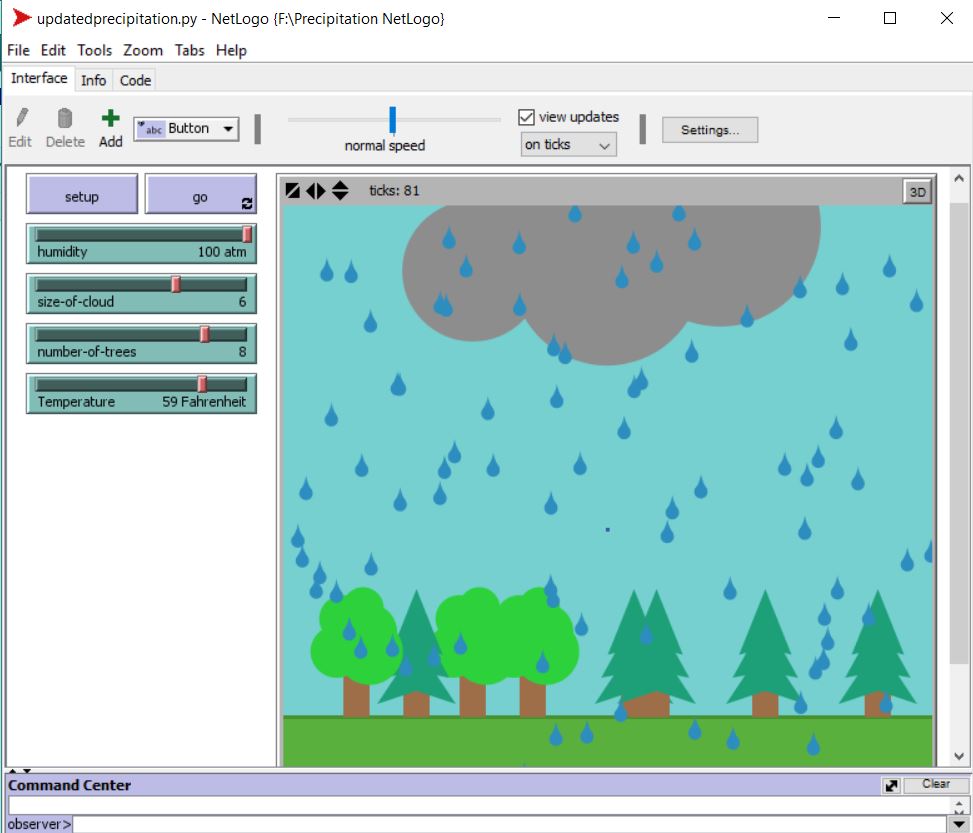 updatedprecipitation.py - NetLogo {F:\Precipitation NetLogo}
File Edit Tools Zoom Tabs Help
Interface Info Code
Edit Delete Add abc Button normal speed view updates on ticks Settings...
setup go ticks: 81 3D
humidity 100 atm
size-of-cloud 6
number-of-trees 8
Temperature 59 Fahrenheit
Command Center Clear
observer>